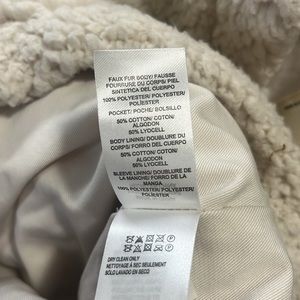 FAUX FUR BODY/ FAUSSE
FOURRURE DU CORPS/ PIEL
SINTETICA DEL CUERPO
100% POLYESTER/ POLYESTER/
POLIÉSTER
POCKET/ POCHE/ BOLSILLO
50% COTTON/ COTON/
ALGODON
50% LYOCELL
BODY LINING/ DOUBLURE DU
CORPS/ FORRO DEL CUERPO
50% COTTON/ COTON/
ALGODON
50% LYOCELL
SLEEVE LINING/ DOUBLURE DE
LA MANCHE/ FORRO DE LA
MANGA
100% POLYESTER/ POLYESTER/
POLIÉSTER
DRY CLEAN ONLY
NETTOYAGE À SEC SEULEMENT
SOLO LAVADO EN SECO